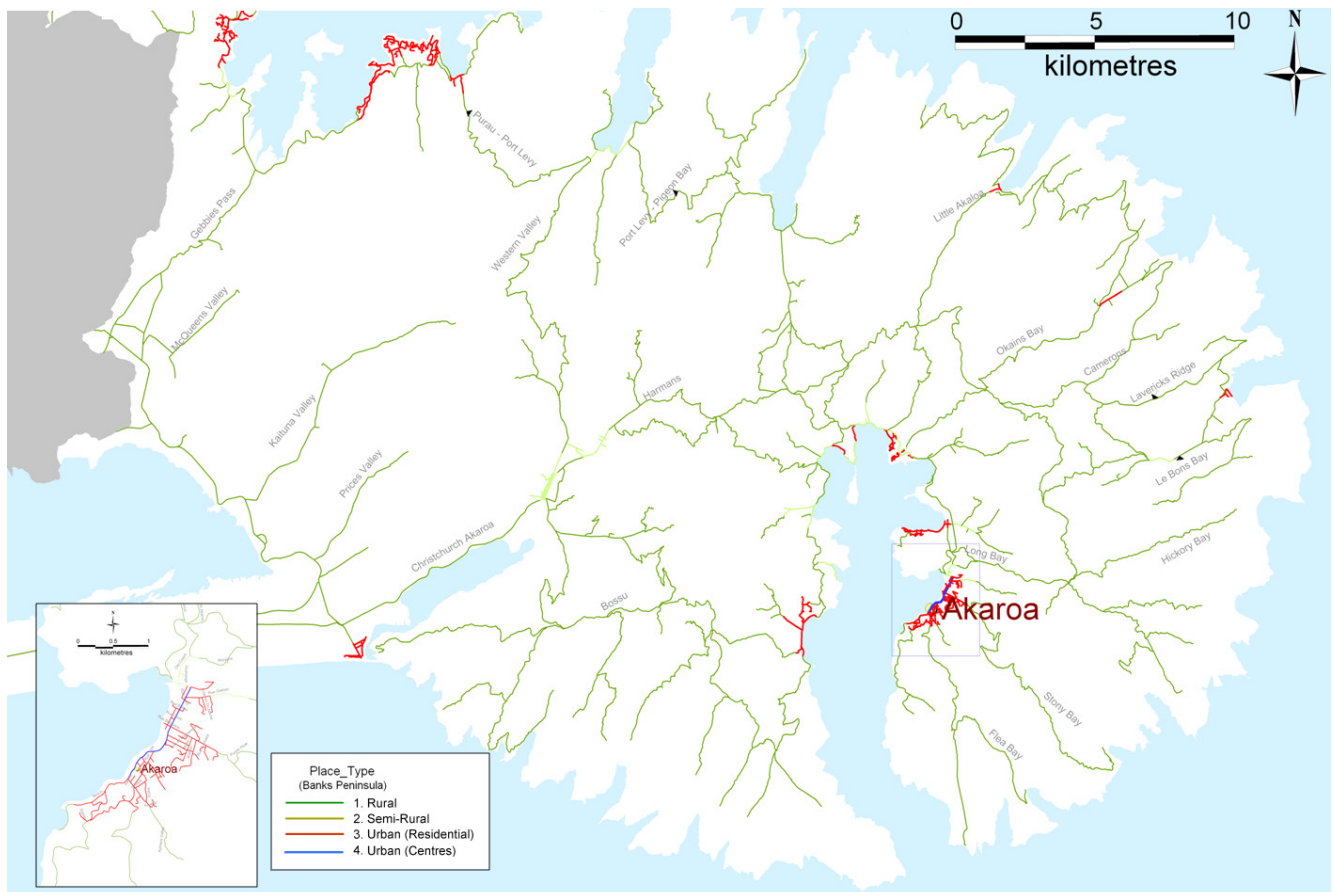 0 5 10
kilometres
N
Purau - Port Levy
Gebbies Pass
Port Levy - Pigeon Bay
Western Valley
Little Akaloa
McQueens Valley
Okains Bay
Camerons
Lavericks Ridge
Harmans
Kaituna Valley
Prices Valley
Le Bons Bay
Christchurch Akaroa
Long Bay
Hickory Bay
Bossu
Akaroa
Stony Bay
Flea Bay
0 0.5 1
kilometres
Akaroa
Place_Type
(Banks Peninsula)
1. Rural
2. Semi-Rural
3. Urban (Residential)
4. Urban (Centres)